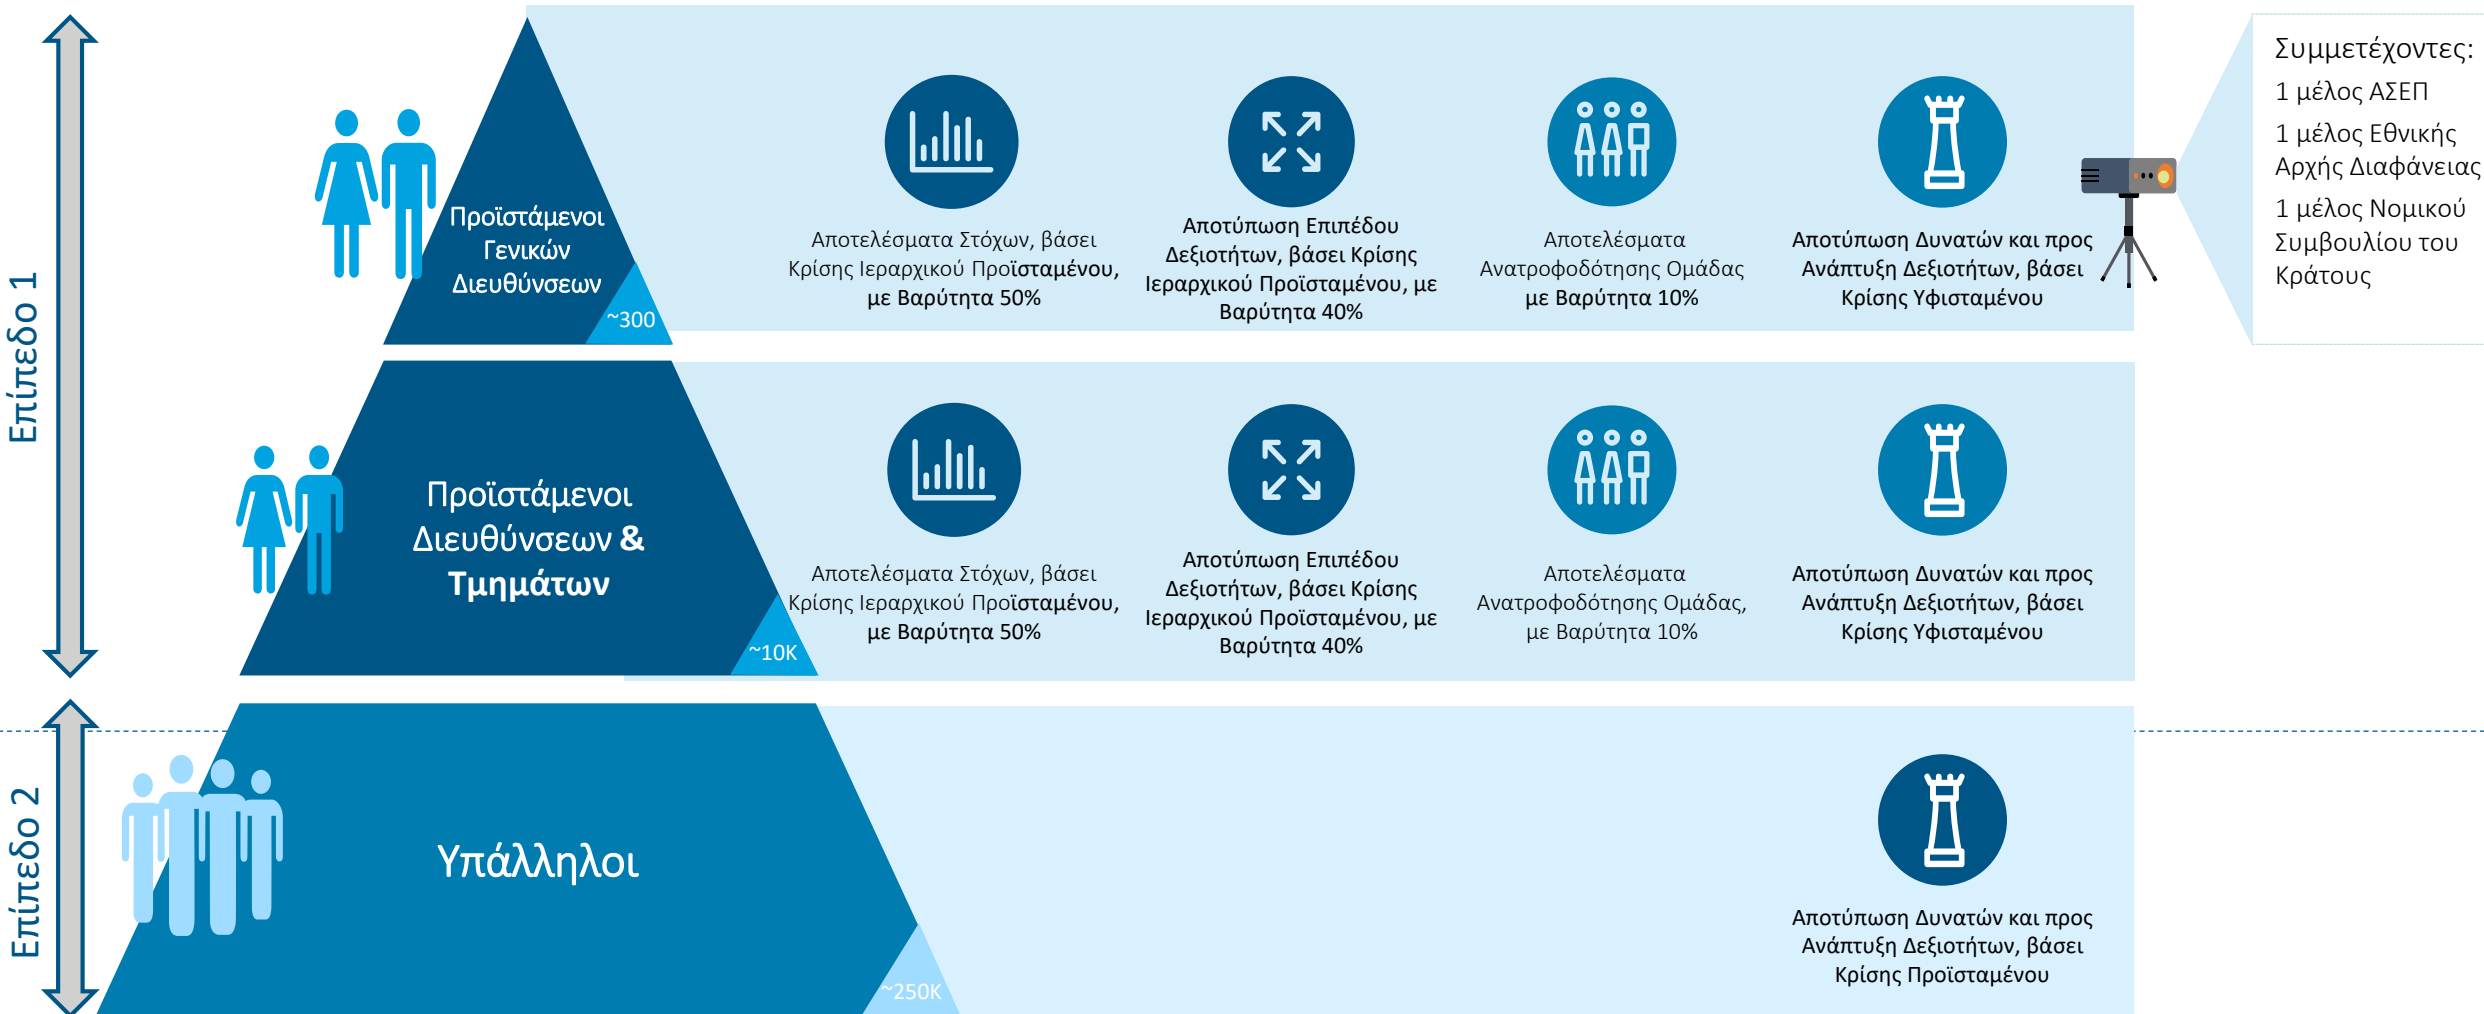 Επίπεδο 1
Προϊστάμενοι
Γενικών
Διευθύνσεων
~300
Αποτελέσματα Στόχων, βάσει
Κρίσης Ιεραρχικού Προϊσταμένου,
με Βαρύτητα 50%
Αποτύπωση Επιπέδου
Δεξιοτήτων, βάσει Κρίσης
Ιεραρχικού Προϊσταμένου, με
Βαρύτητα 40%
Αποτελέσματα
Ανατροφοδότησης Ομάδας
με Βαρύτητα 10%
Αποτύπωση Δυνατών και προς
Ανάπτυξη Δεξιοτήτων, βάσει
Κρίσης Υφισταμένου
Συμμετέχοντες:
1 μέλος ΑΣΕΠ
1 μέλος Εθνικής
Αρχής Διαφάνειας
1 μέλος Νομικού
Συμβουλίου του
Κράτους
Προϊστάμενοι
Διευθύνσεων &
Τμημάτων
~10K
Αποτελέσματα Στόχων, βάσει
Κρίσης Ιεραρχικού Προϊσταμένου,
με Βαρύτητα 50%
Αποτύπωση Επιπέδου
Δεξιοτήτων, βάσει Κρίσης
Ιεραρχικού Προϊσταμένου, με
Βαρύτητα 40%
Αποτελέσματα
Ανατροφοδότησης Ομάδας,
με Βαρύτητα 10%
Αποτύπωση Δυνατών και προς
Ανάπτυξη Δεξιοτήτων, βάσει
Κρίσης Υφισταμένου
Επίπεδο 2
Υπάλληλοι
~250K
Αποτύπωση Δυνατών και προς
Ανάπτυξη Δεξιοτήτων, βάσει
Κρίσης Προϊσταμένου